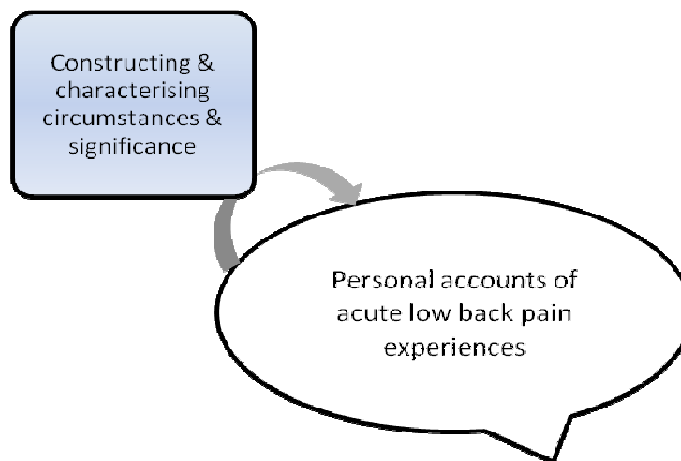 Constructing &
characterising
circumstances &
significance
Personal accounts of
acute low back pain
experiences